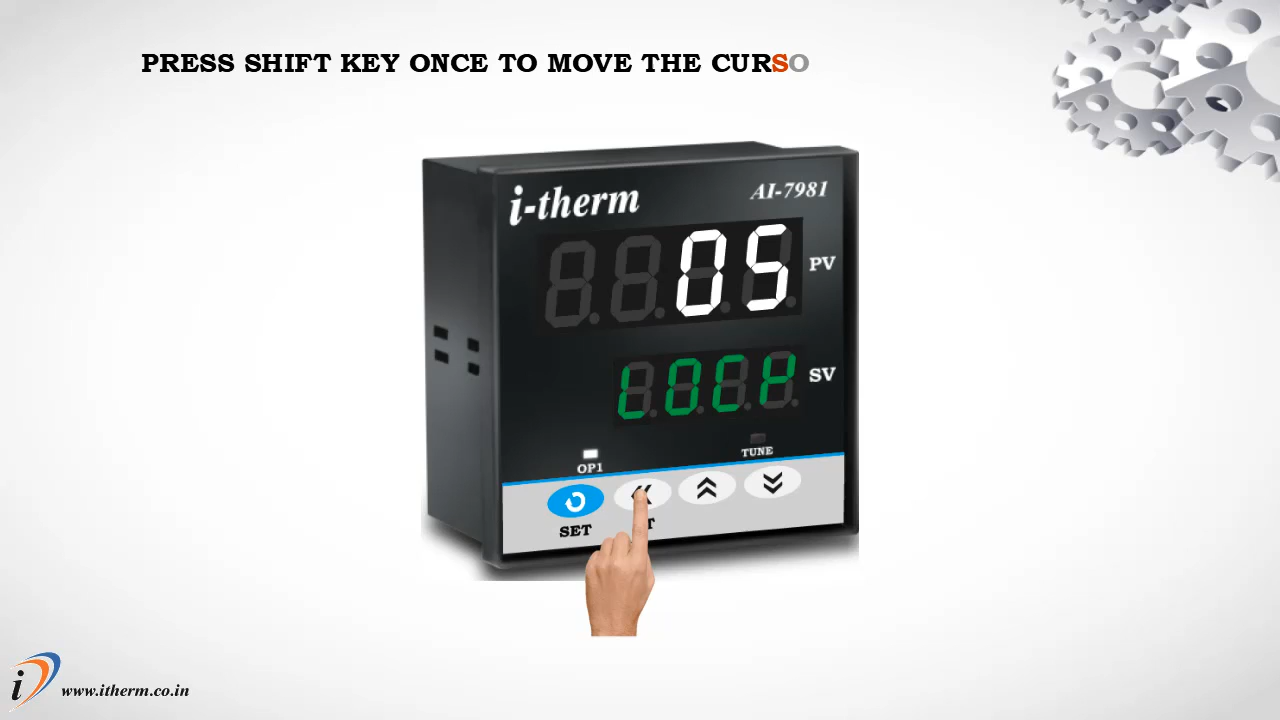 PRESS SHIFT KEY ONCE TO MOVE THE CURSO
i-therm
AI-7981
05
PV
LOCK
SV
OP1
TUNE
SET
T
i
www.itherm.co.in